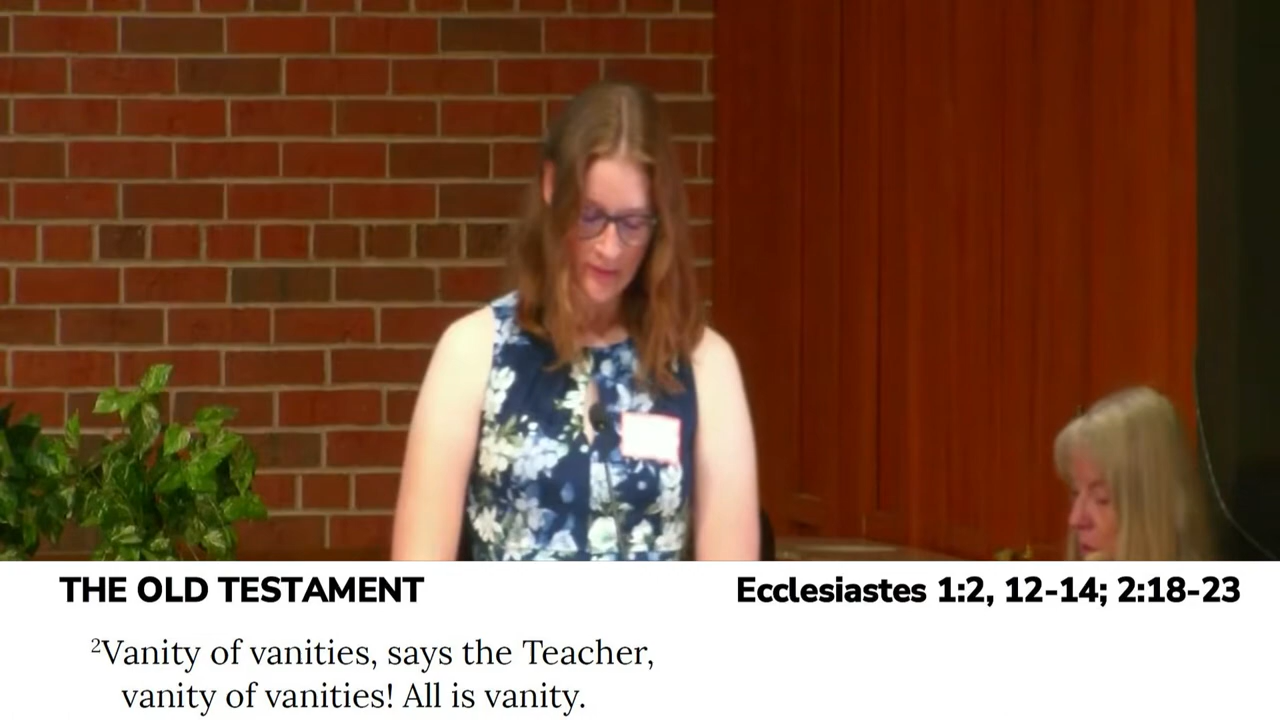 THE OLD TESTAMENT Ecclesiastes 1:2, 12-14; 2:18-23
²Vanity of vanities, says the Teacher,
vanity of vanities! All is vanity.